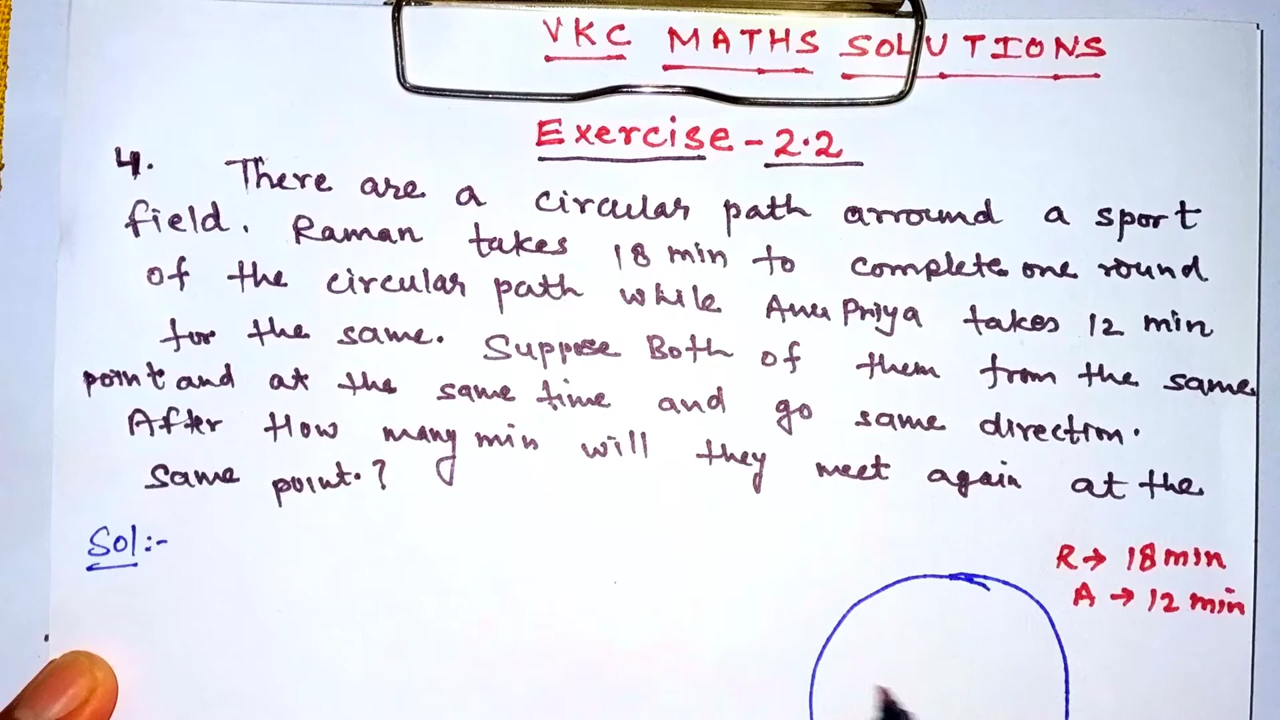 VKC MATHS SOLUTIONS
Exercise - 2.2
4. There are a circular path arround a sport
field. Raman takes 18 min to complete one round
of the circular path while Anu Priya takes 12 min
for the same. Suppose Both of them from the same
point and at the same time and go same direction.
After How many min will they meet again at the
same point.?
Sol:-
R → 18 min
A → 12 min